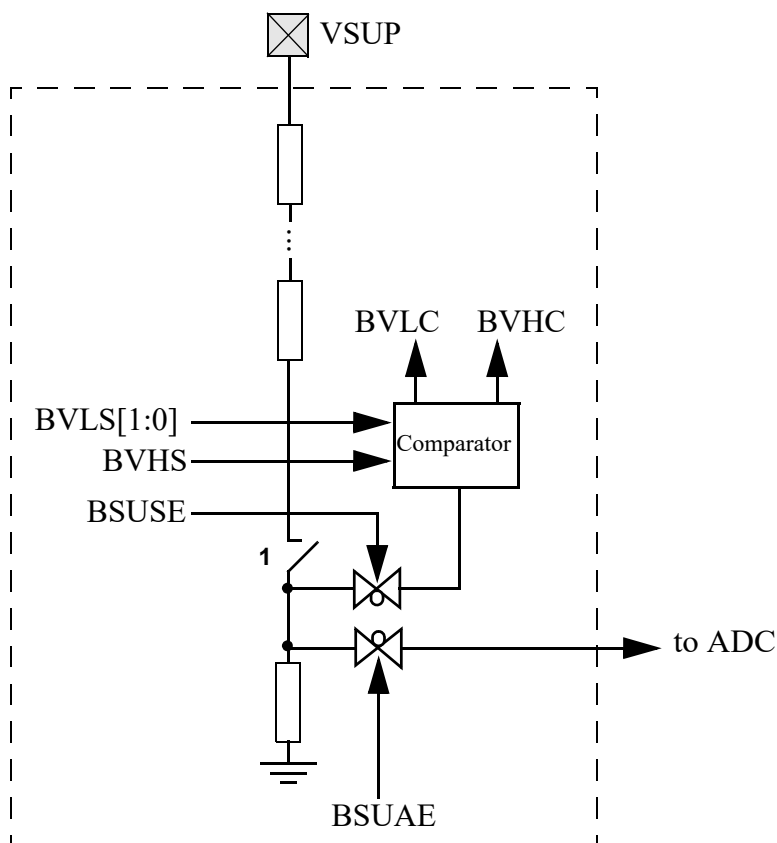 VSUP
...
BVLC
BVHC
BVLS[1:0]
BVHS
Comparator
BSUSE
1
to ADC
BSUAE